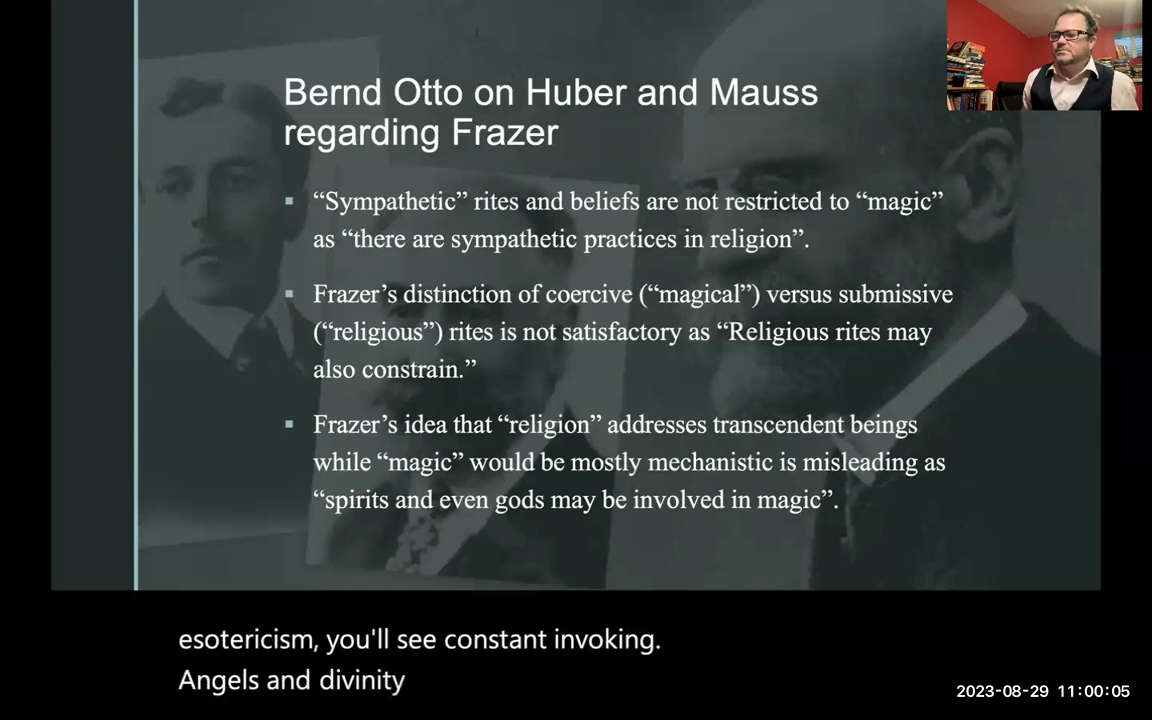 Bernd Otto on Huber and Mauss
regarding Frazer
▪ “Sympathetic” rites and beliefs are not restricted to “magic”
as “there are sympathetic practices in religion”.
▪ Frazer’s distinction of coercive (“magical”) versus submissive
(“religious”) rites is not satisfactory as “Religious rites may
also constrain.”
▪ Frazer’s idea that “religion” addresses transcendent beings
while “magic” would be mostly mechanistic is misleading as
“spirits and even gods may be involved in magic”.
esotericism, you'll see constant invoking.
Angels and divinity
2023-08-29 11:00:05